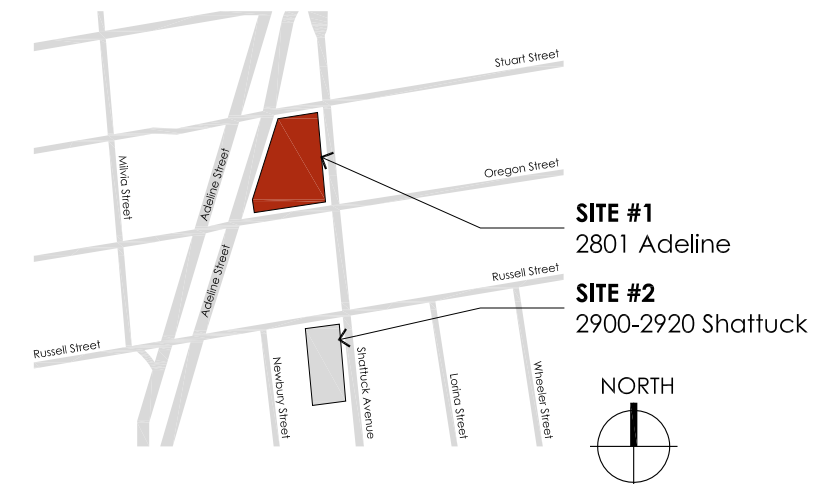 Stuart Street
Oregon Street
Milvia Street
Adeline Street
SITE #1
2801 Adeline
Adeline Street
Russell Street
SITE #2
2900-2920 Shattuck
Russell Street
Newbury Street
Shattuck Avenue
Lorina Street
Wheeler Street
NORTH